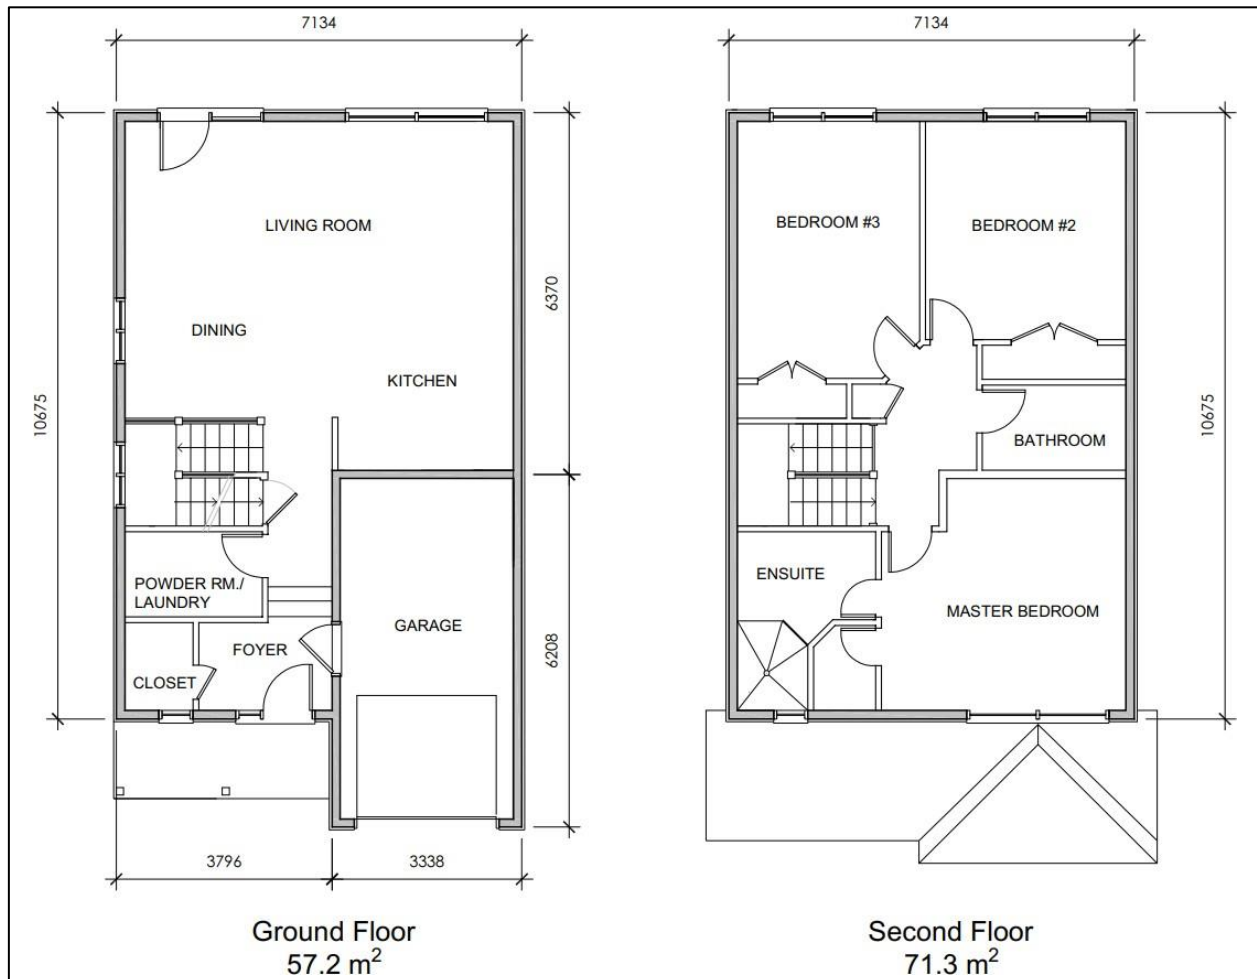 7134
7134
LIVING ROOM
BEDROOM #3
BEDROOM #2
6370
DINING
KITCHEN
10675
10675
BATHROOM
ENSUITE
POWDER RM./
LAUNDRY
MASTER BEDROOM
GARAGE
6208
FOYER
CLOSET
3796
3338
Ground Floor
57.2 m²
Second Floor
71.3 m²